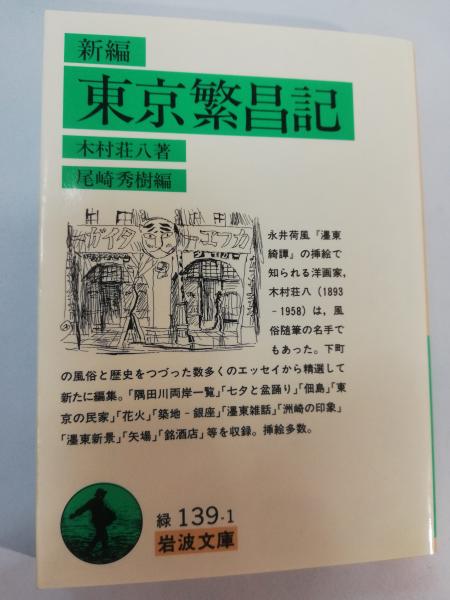 新編
東京繁昌記
木村荘八著
尾崎秀樹編
ガイタ
エフカ
永井荷風『濹東
綺譚』の挿絵で
知られる洋画家,
木村荘八(1893
-1958)は,風
俗随筆の名手で
もあった。下町
の風俗と歴史をつづった数多くのエッセイから精選して
新たに編集。「隅田川両岸一覧」「七夕と盆踊り」「佃島」「東
京の民家」「花火」「築地-銀座」「濹東雑話」「洲崎の印象」
「濹東新景」「矢場」「銘酒店」等を収録。挿絵多数。
緑 139-1
岩波文庫